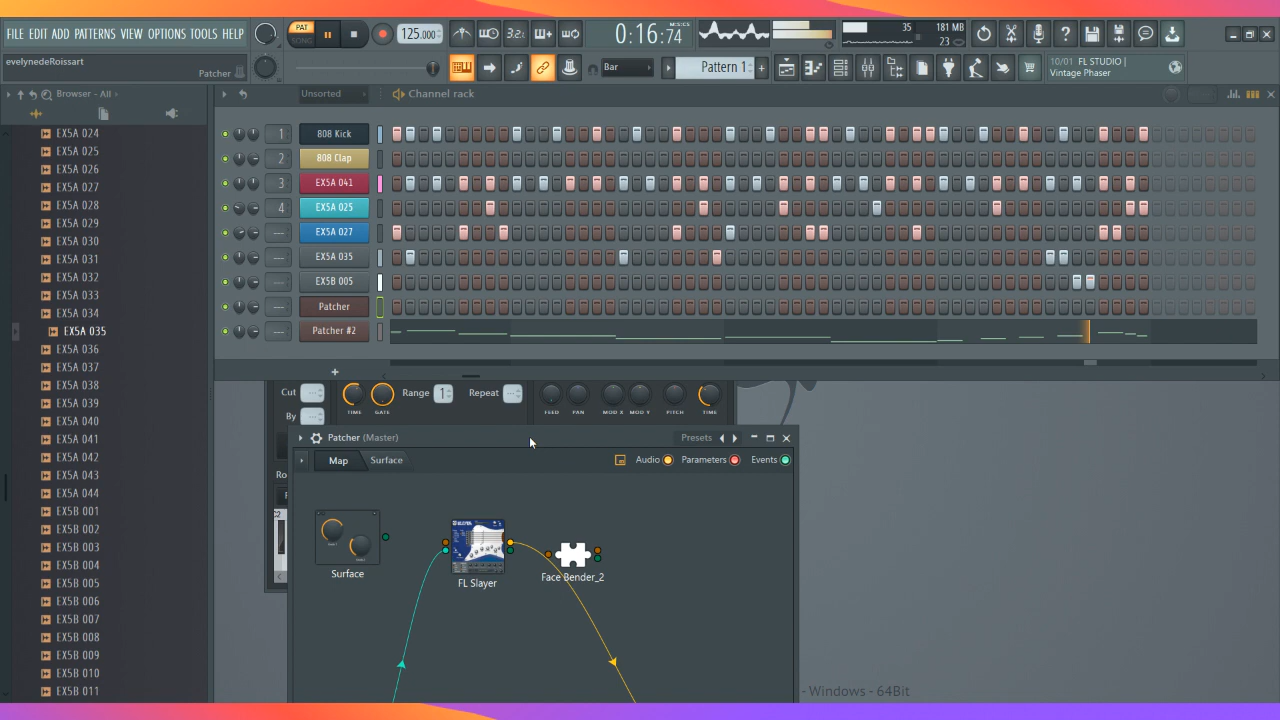 FILE EDIT ADD PATTERNS VIEW OPTIONS TOOLS HELP
PAT
125.000
3.2.
0:16:74
M:S:CS
35
181 MB
23
evelynedeRoissart
Patcher
Bar
Pattern 1
10/01 FL STUDIO |
Vintage Phaser
Browser - All
Unsorted
Channel rack
EX5A 024
EX5A 025
EX5A 026
EX5A 027
EX5A 028
EX5A 029
EX5A 030
EX5A 031
EX5A 032
EX5A 033
EX5A 034
EX5A 035
EX5A 036
EX5A 037
EX5A 038
EX5A 039
EX5A 040
EX5A 041
EX5A 042
EX5A 043
EX5A 044
EX5B 001
EX5B 002
EX5B 003
EX5B 004
EX5B 005
EX5B 006
EX5B 007
EX5B 008
EX5B 009
EX5B 010
EX5B 011
1 808 Kick
2 808 Clap
3 EX5A 041
4 EX5A 025
--- EX5A 027
--- EX5A 035
--- EX5B 005
--- Patcher
--- Patcher #2
Cut
By
TIME GATE
Range 1
Repeat
FEED PAN MOD X MOD Y PITCH TIME
Ro
C2
Patcher (Master)
Presets
Map
Surface
Audio
Parameters
Events
Surface
FL Slayer
Face Bender_2
- Windows - 64Bit